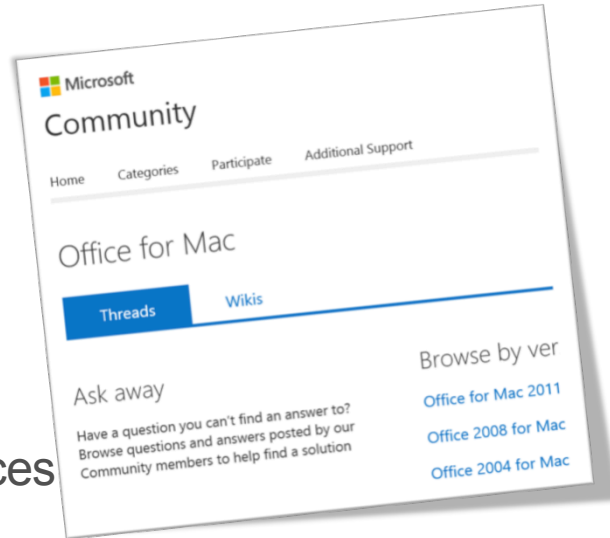 Microsoft
Community
Home Categories Participate Additional Support
Office for Mac
Threads Wikis
Ask away
Have a question you can't find an answer to?
Browse questions and answers posted by our
Community members to help find a solution
Browse by ver
Office for Mac 2011
Office 2008 for Mac
Office 2004 for Mac